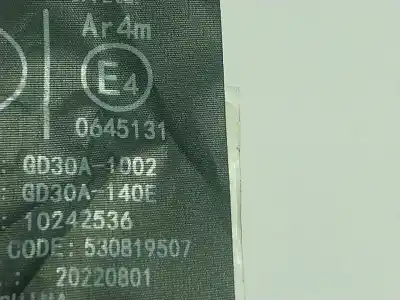 Ar4m
E4
0645131
: GD30A-1002
: GD30A-140E
: 10242536
CODE: 530819507
.: 20220801